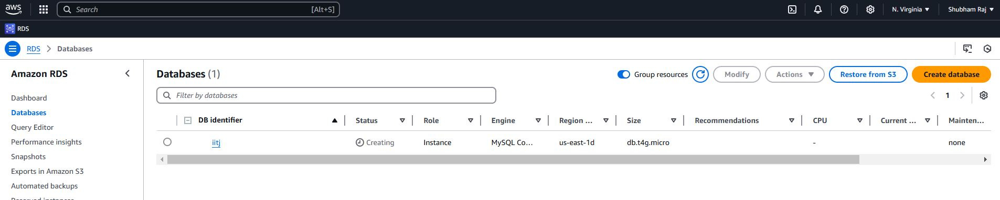 aws Search [Alt+S] N. Virginia Shubham Raj
RDS
RDS > Databases
Amazon RDS
Dashboard
Databases
Query Editor
Performance insights
Snapshots
Exports in Amazon S3
Automated backups
Reserved instances
Databases (1) Group resources Modify Actions Restore from S3 Create database
Filter by databases 1
DB identifier Status Role Engine Region ... Size Recommendations CPU Current ... Mainten...
iitj Creating Instance MySQL Co... us-east-1d db.t4g.micro - none